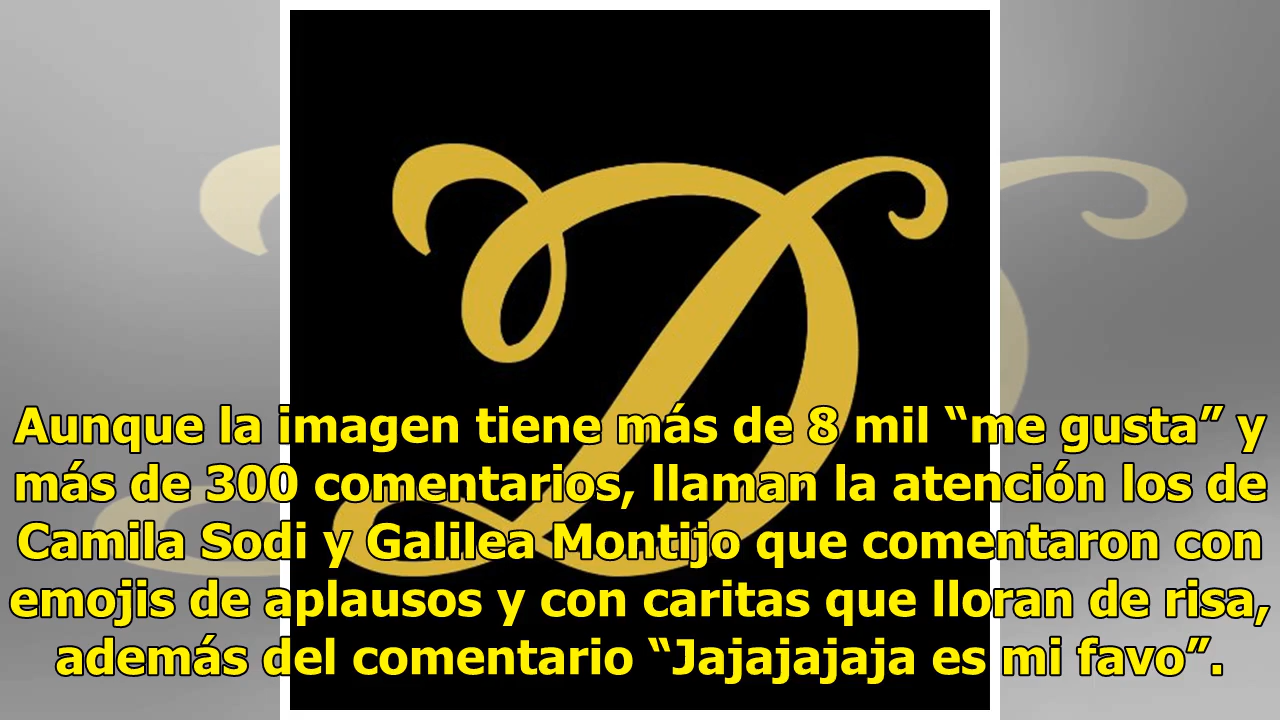 D
Aunque la imagen tiene más de 8 mil “me gusta” y
más de 300 comentarios, llaman la atención los de
Camila Sodi y Galilea Montijo que comentaron con
emojis de aplausos y con caritas que lloran de risa,
además del comentario “Jajajajaja es mi favo”.